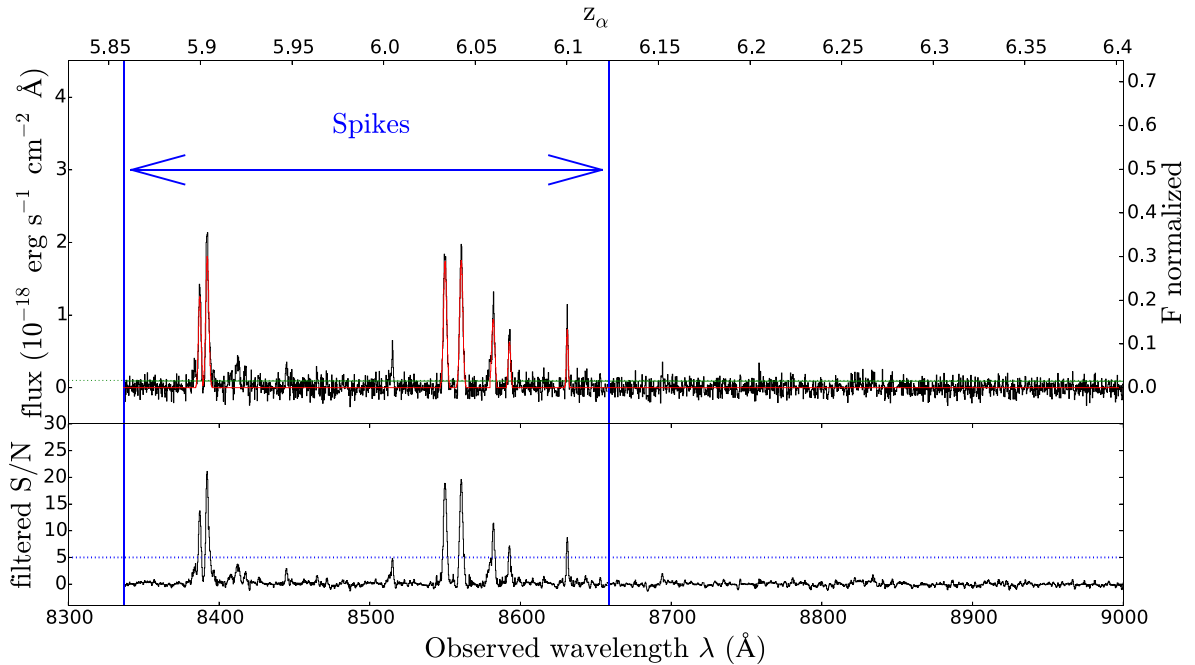 z_α
5.85 5.9 5.95 6.0 6.05 6.1 6.15 6.2 6.25 6.3 6.35 6.4
Spikes
flux (10⁻¹⁸ erg s⁻¹ cm⁻² Å)
4
3
2
1
0
F normalized
0.7
0.6
0.5
0.4
0.3
0.2
0.1
0.0
filtered S/N
30
25
20
15
10
5
0
8300 8400 8500 8600 8700 8800 8900 9000
Observed wavelength λ (Å)